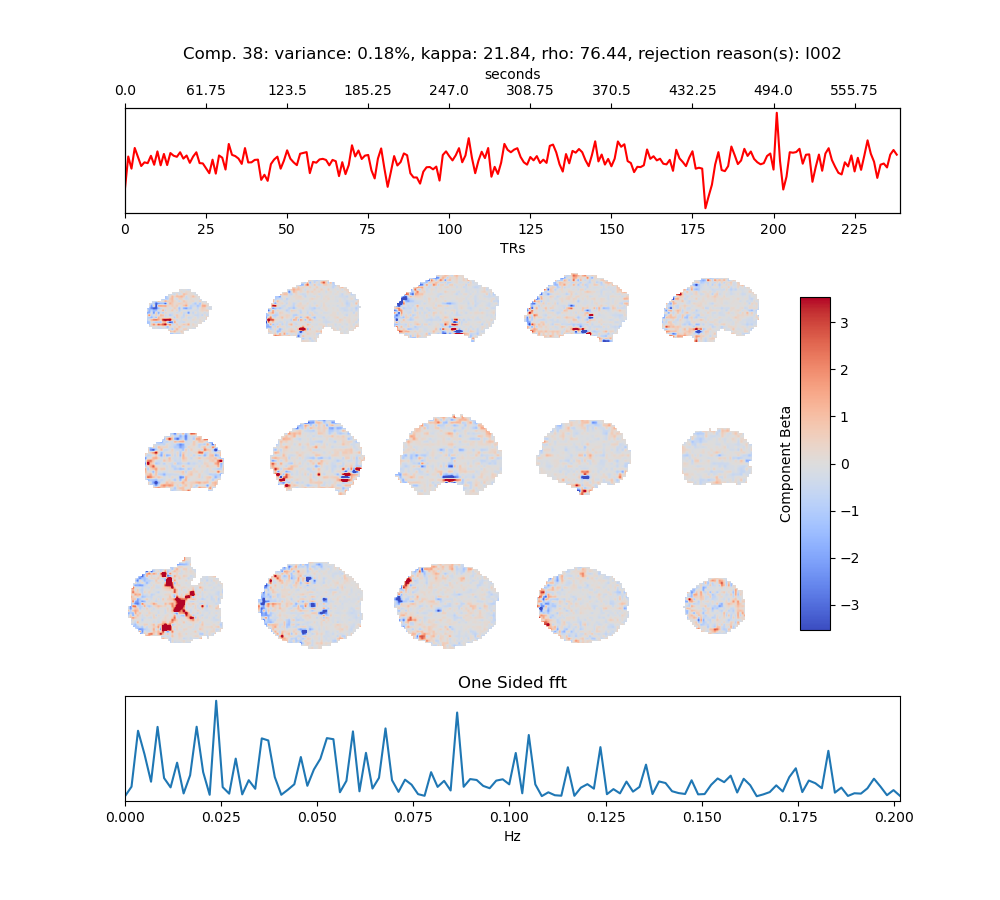 Comp. 38: variance: 0.18%, kappa: 21.84, rho: 76.44, rejection reason(s): I002
seconds
0.0 61.75 123.5 185.25 247.0 308.75 370.5 432.25 494.0 555.75
0 25 50 75 100 125 150 175 200 225
TRs
3
2
1
0
−1
−2
−3
Component Beta
One Sided fft
0.000 0.025 0.050 0.075 0.100 0.125 0.150 0.175 0.200
Hz